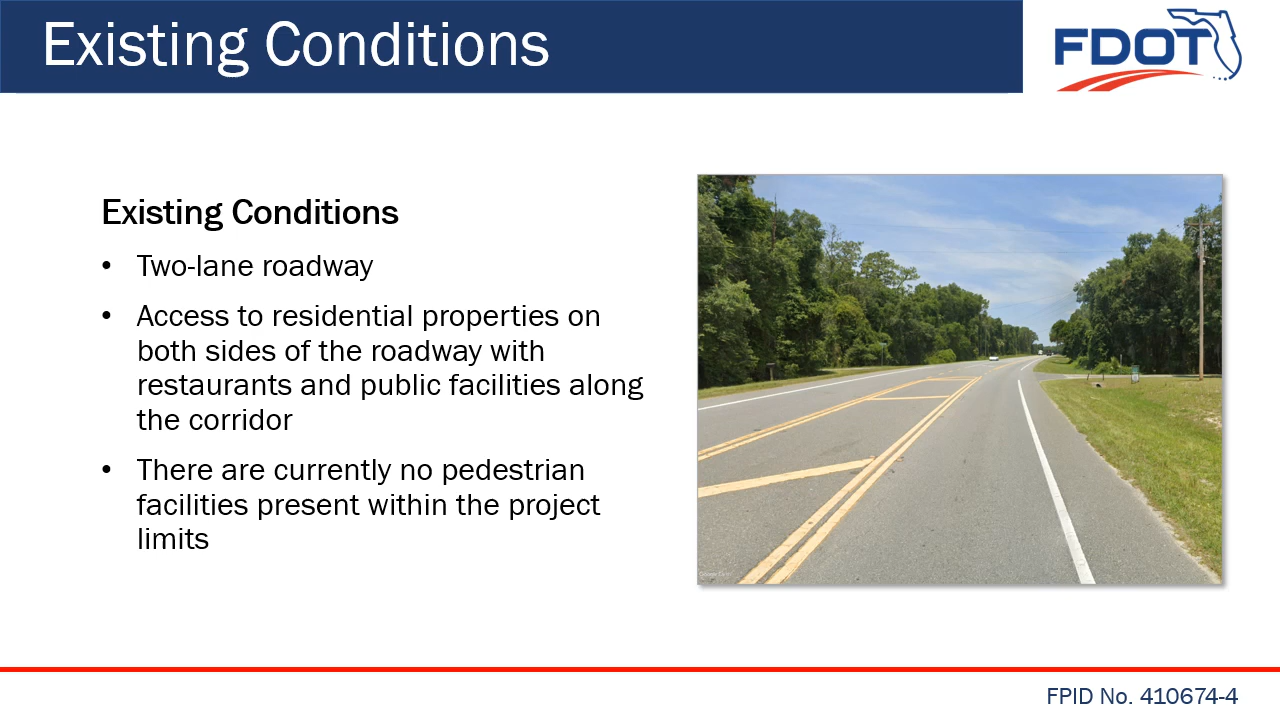 Existing Conditions
FDOT
Existing Conditions
• Two-lane roadway
• Access to residential properties on
both sides of the roadway with
restaurants and public facilities along
the corridor
• There are currently no pedestrian
facilities present within the project
limits
FPID No. 410674-4